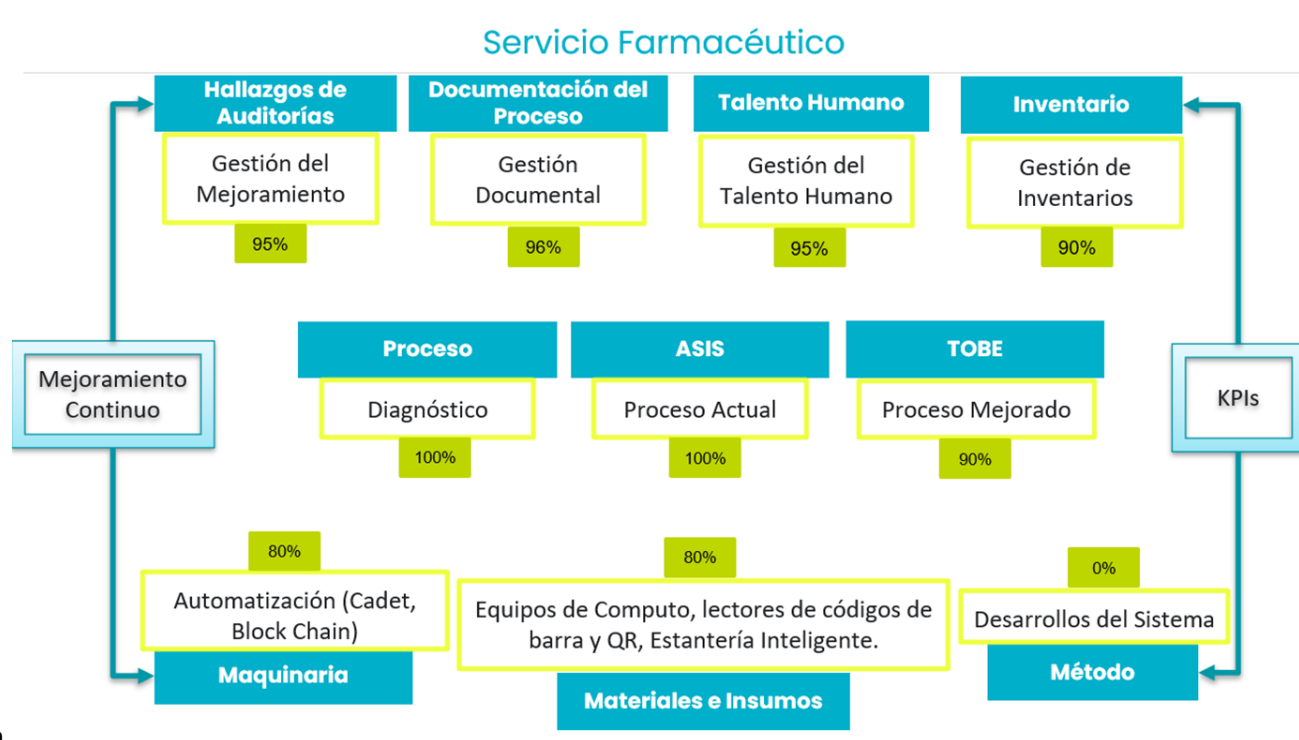 Servicio Farmacéutico
Hallazgos de
Auditorías
Gestión del
Mejoramiento
95%
Documentación del
Proceso
Gestión
Documental
96%
Talento Humano
Gestión del
Talento Humano
95%
Inventario
Gestión de
Inventarios
90%
Mejoramiento
Continuo
Proceso
Diagnóstico
100%
ASIS
Proceso Actual
100%
TOBE
Proceso Mejorado
90%
KPIs
80%
Automatización (Cadet,
Block Chain)
Maquinaria
80%
Equipos de Computo, lectores de códigos de
barra y QR, Estantería Inteligente.
Materiales e Insumos
0%
Desarrollos del Sistema
Método